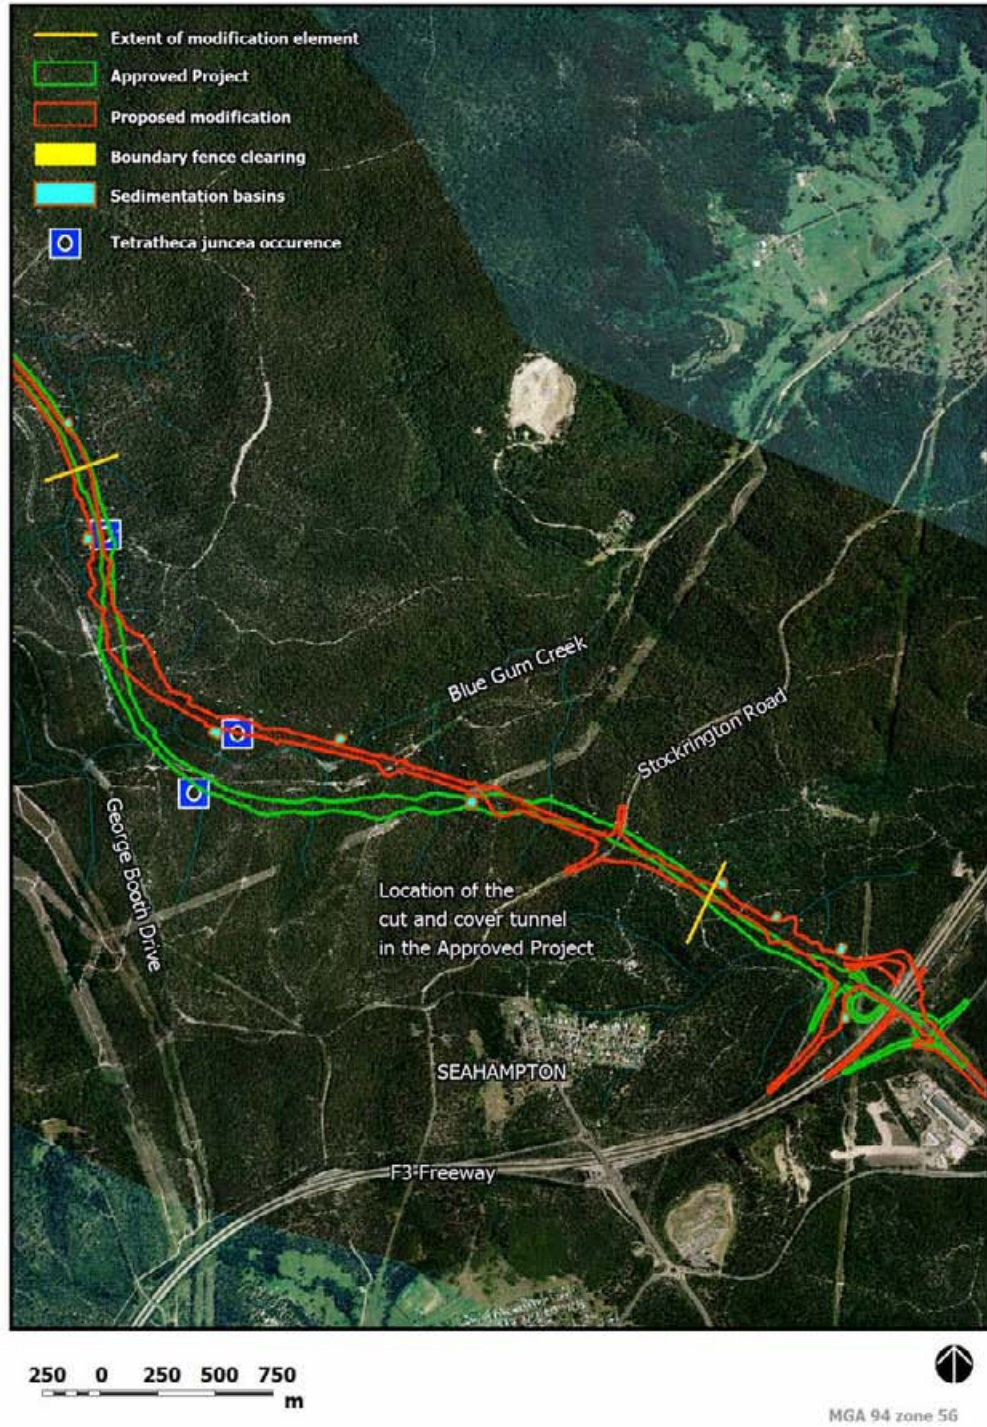 Extent of modification element
Approved Project
Proposed modification
Boundary fence clearing
Sedimentation basins
Tetratheca juncea occurence
Blue Gum Creek
Stockrington Road
George Booth Drive
Location of the
cut and cover tunnel
in the Approved Project
SEAHAMPTON
F3 Freeway
250 0 250 500 750
m
MGA 94 zone 56